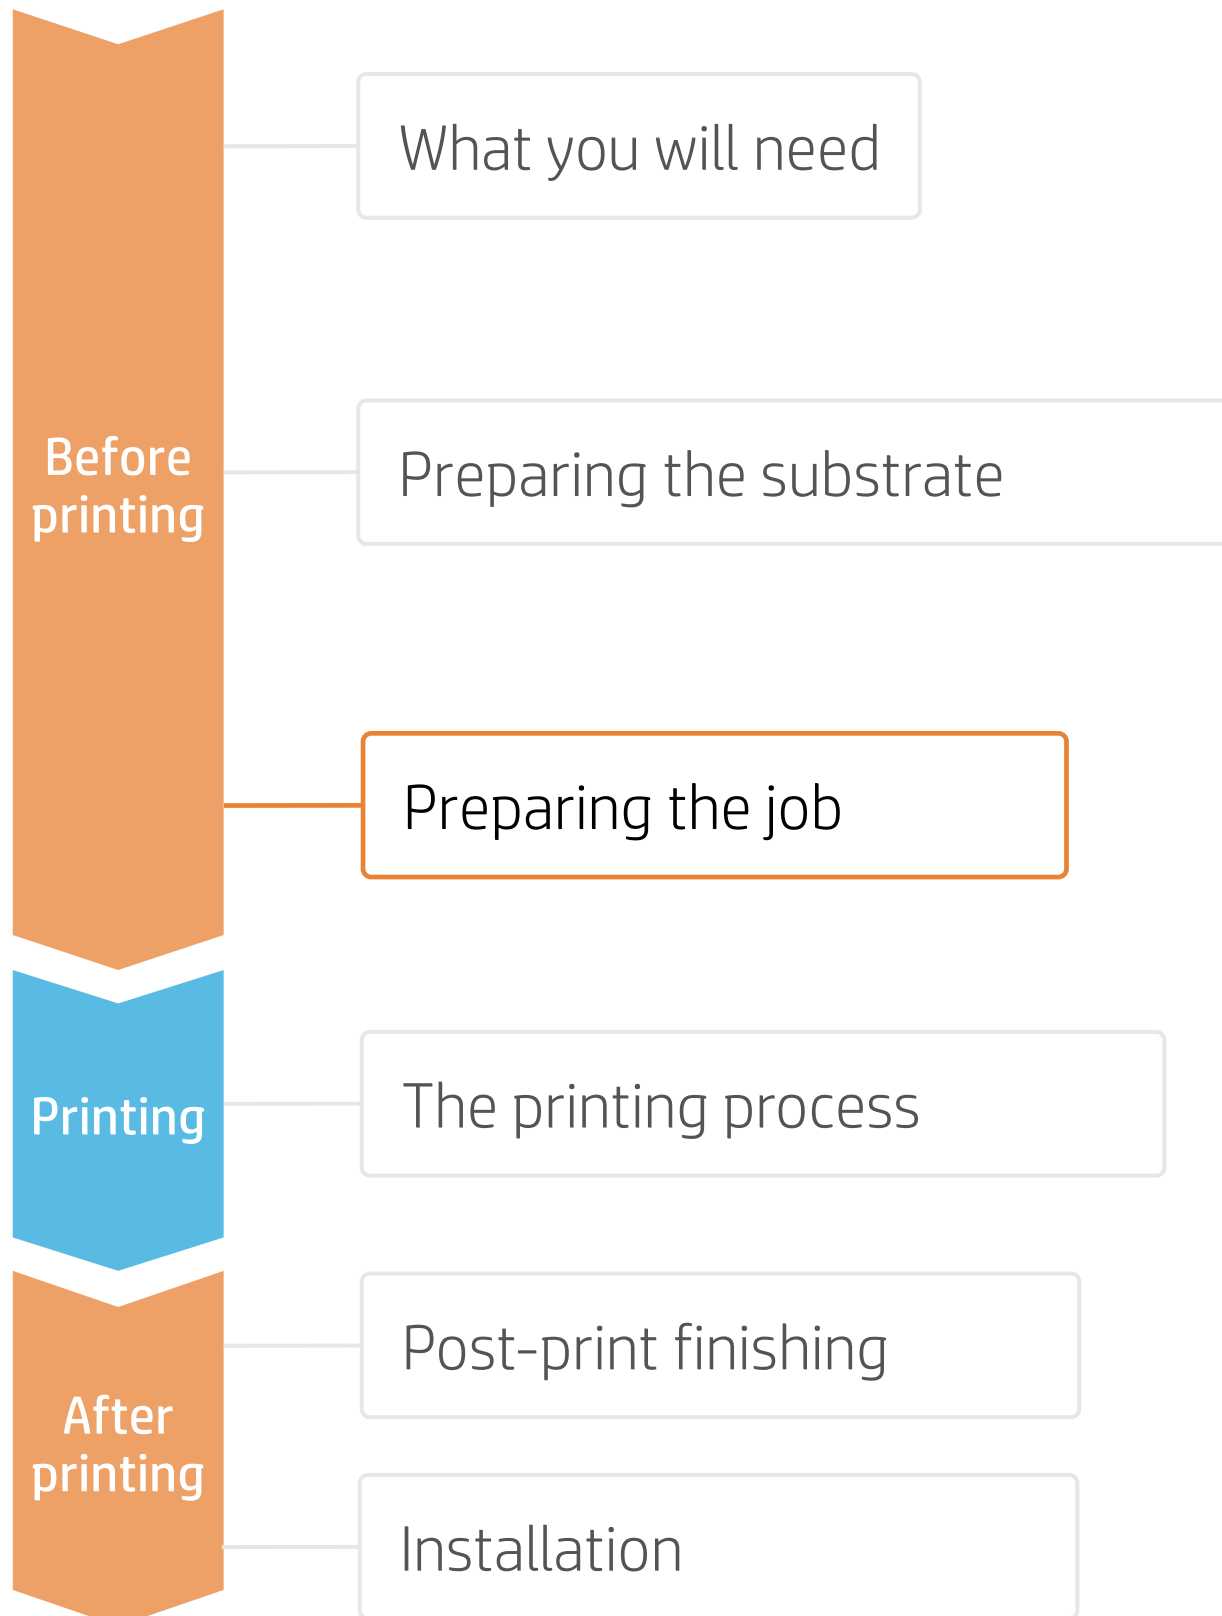 What you will need
Before
printing
Preparing the substrate
Preparing the job
Printing
The printing process
Post-print finishing
After
printing
Installation